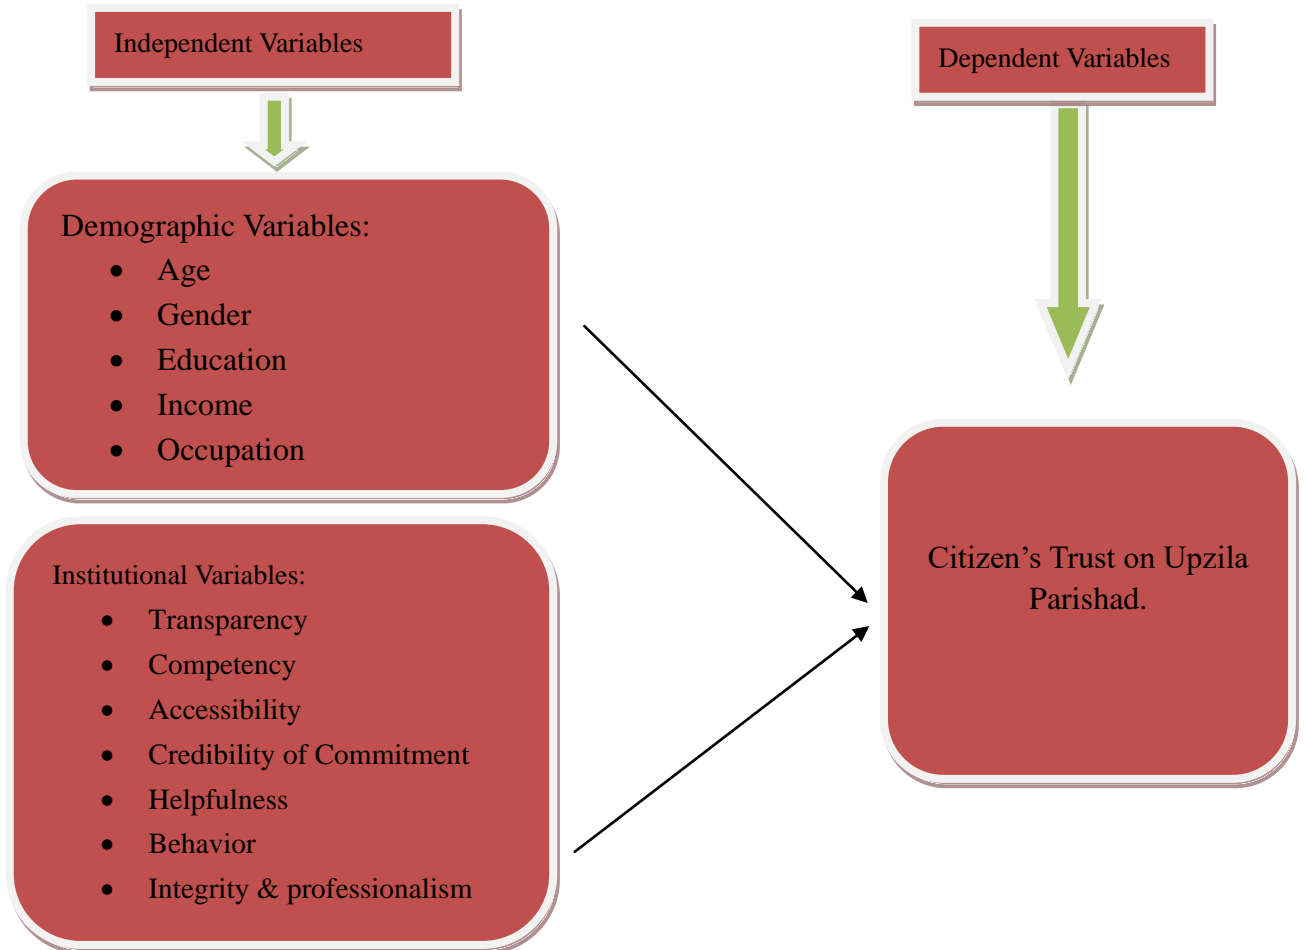 Independent Variables
Dependent Variables
Demographic Variables:
• Age
• Gender
• Education
• Income
• Occupation
Institutional Variables:
• Transparency
• Competency
• Accessibility
• Credibility of Commitment
• Helpfulness
• Behavior
• Integrity & professionalism
Citizen’s Trust on Upzila
Parishad.